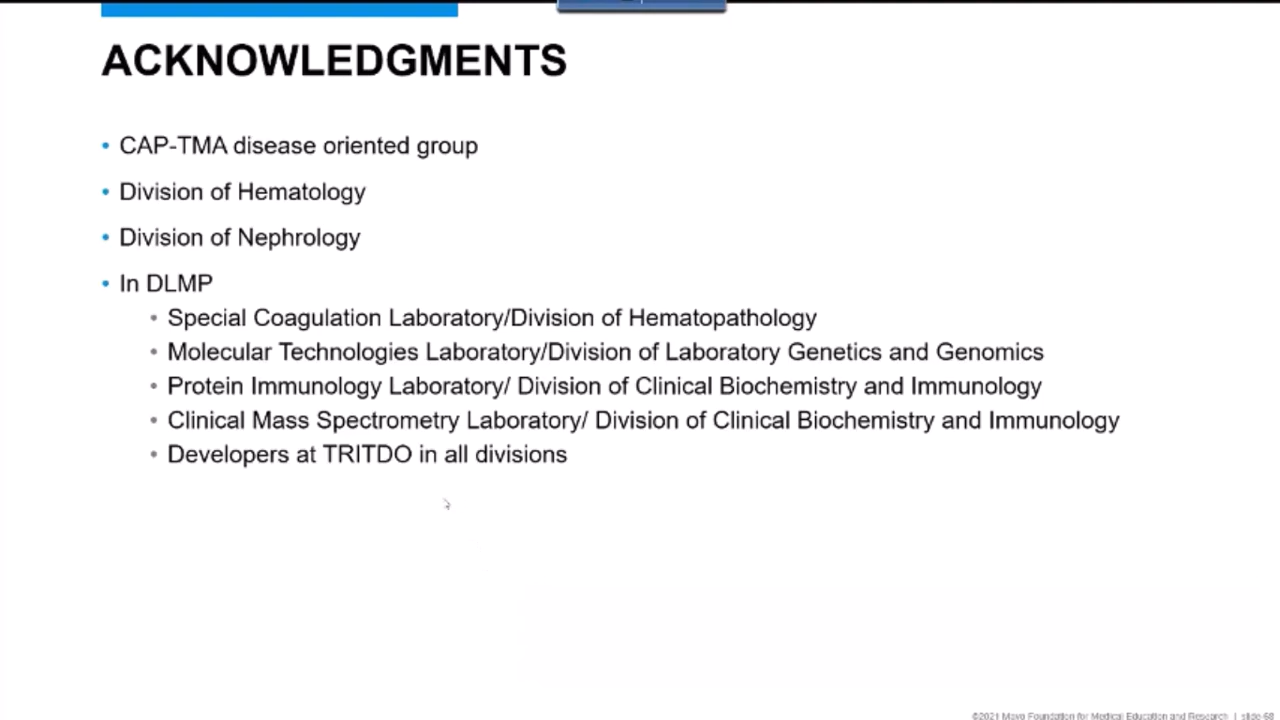 ACKNOWLEDGMENTS
• CAP-TMA disease oriented group
• Division of Hematology
• Division of Nephrology
• In DLMP
• Special Coagulation Laboratory/Division of Hematopathology
• Molecular Technologies Laboratory/Division of Laboratory Genetics and Genomics
• Protein Immunology Laboratory/ Division of Clinical Biochemistry and Immunology
• Clinical Mass Spectrometry Laboratory/ Division of Clinical Biochemistry and Immunology
• Developers at TRITDO in all divisions
©2021 Mayo Foundation for Medical Education and Research | slide-68